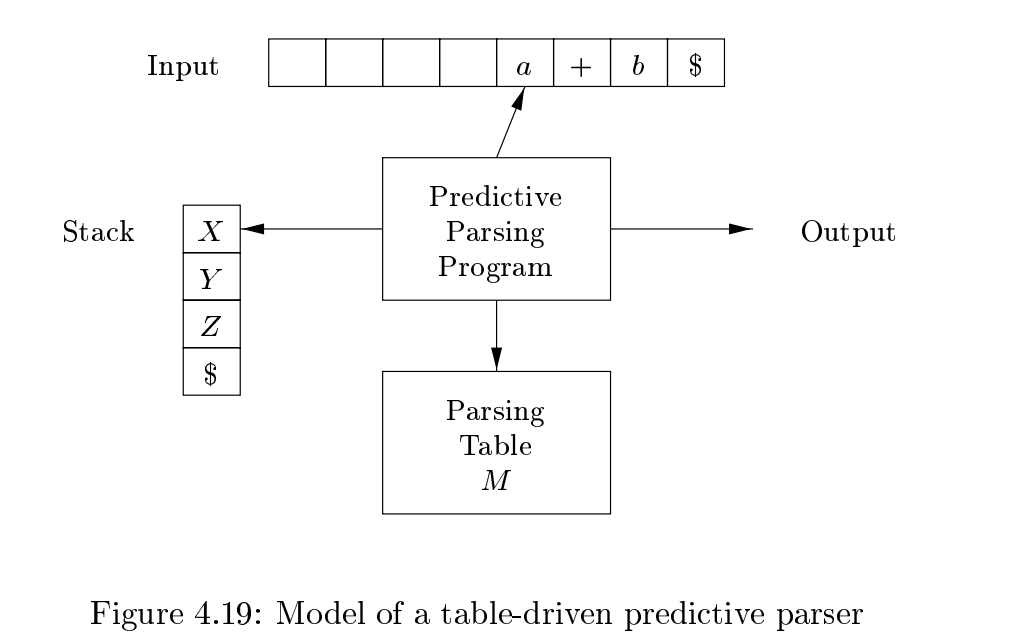 Input a + b $
Predictive
Parsing
Program
Stack X
Output
Y
Z
$
Parsing
Table
M
Figure 4.19: Model of a table-driven predictive parser